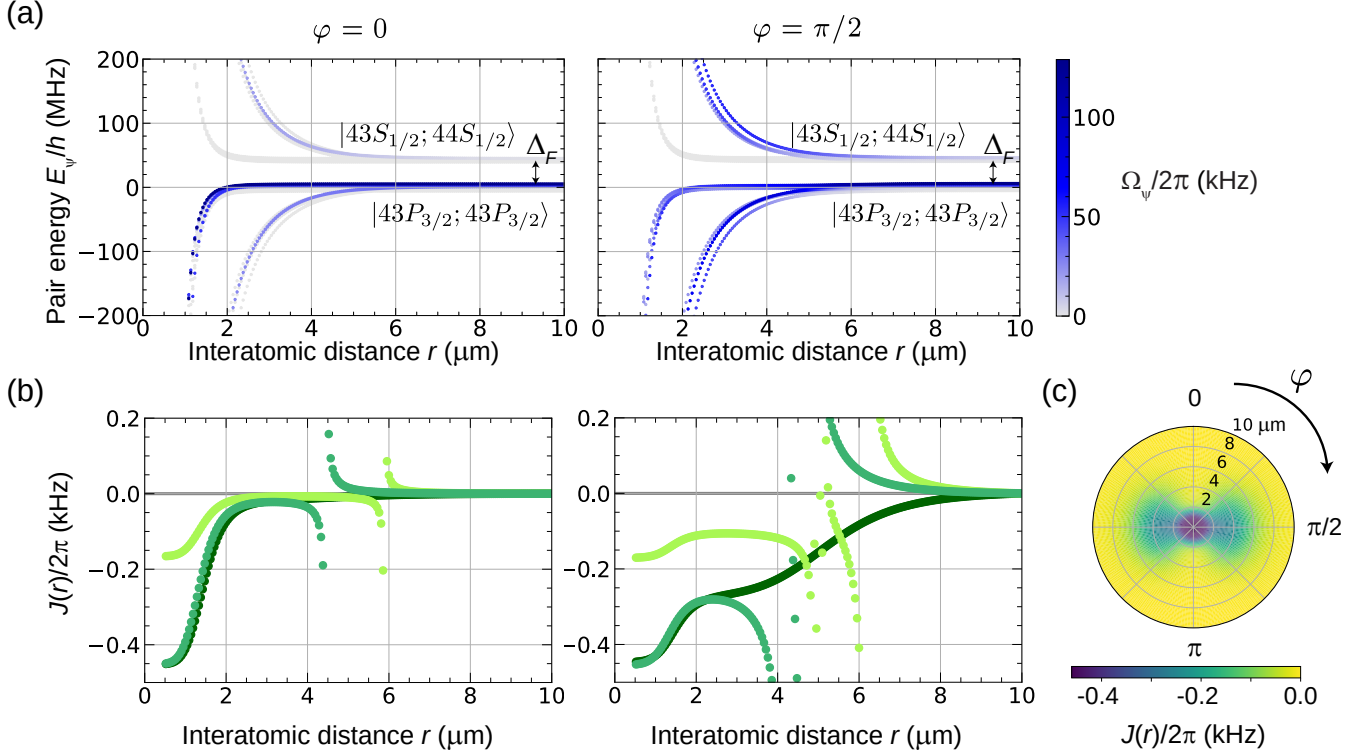 (a)
φ = 0
φ = π/2
200
100
0
−100
−200
Pair energy E_ψ/h (MHz)
|43S_{1/2}; 44S_{1/2}⟩
Δ_F
|43P_{3/2}; 43P_{3/2}⟩
0 2 4 6 8 10
Interatomic distance r (μm)
|43S_{1/2}; 44S_{1/2}⟩
Δ_F
|43P_{3/2}; 43P_{3/2}⟩
0 2 4 6 8 10
Interatomic distance r (μm)
100
50
0
Ω_ψ/2π (kHz)
(b)
0.2
0.0
−0.2
−0.4
J(r)/2π (kHz)
0 2 4 6 8 10
Interatomic distance r (μm)
0.2
0.0
−0.2
−0.4
0 2 4 6 8 10
Interatomic distance r (μm)
(c)
φ
0
10 μm
8
6
4
2
π/2
π
-0.4 -0.2 0.0
J(r)/2π (kHz)